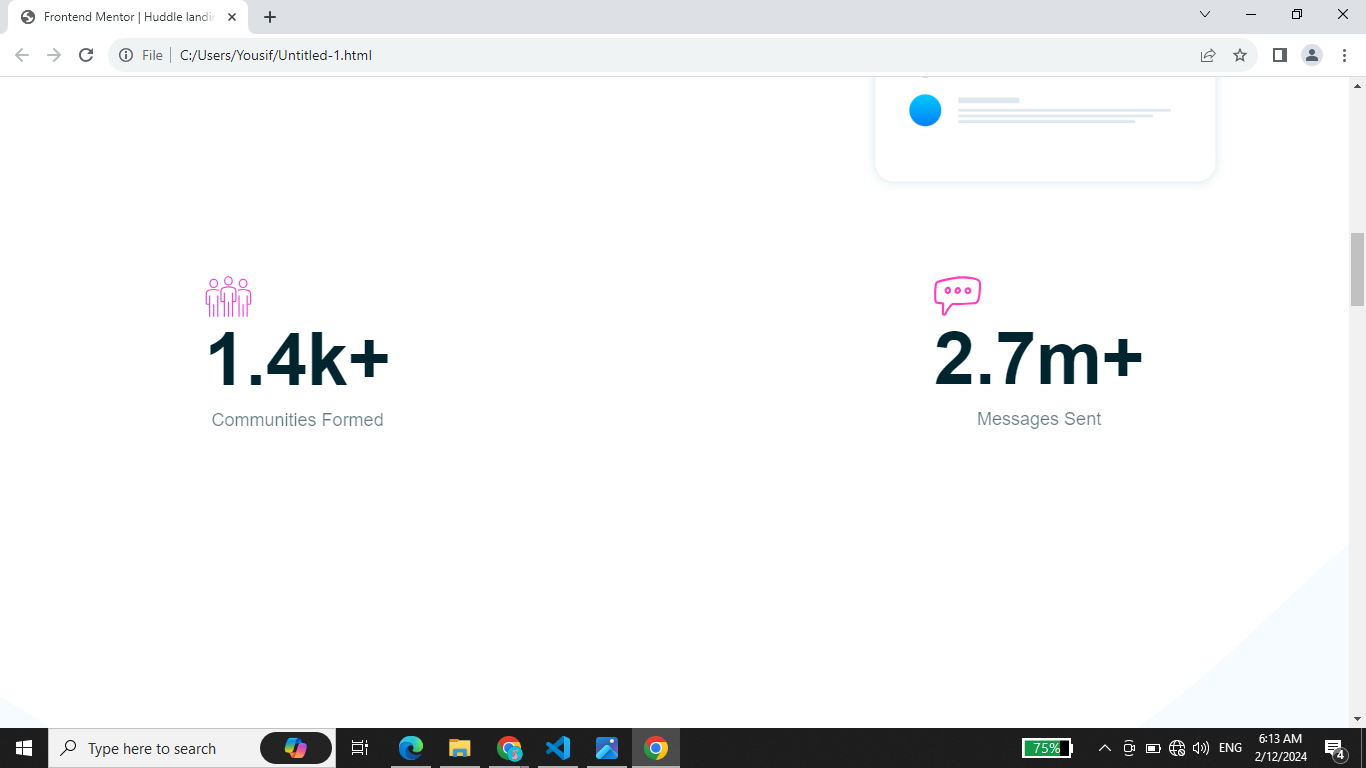 Frontend Mentor | Huddle landin
File
C:/Users/Yousif/Untitled-1.html
1.4k+
Communities Formed
2.7m+
Messages Sent
Type here to search
75%
ENG
6:13 AM
2/12/2024
4